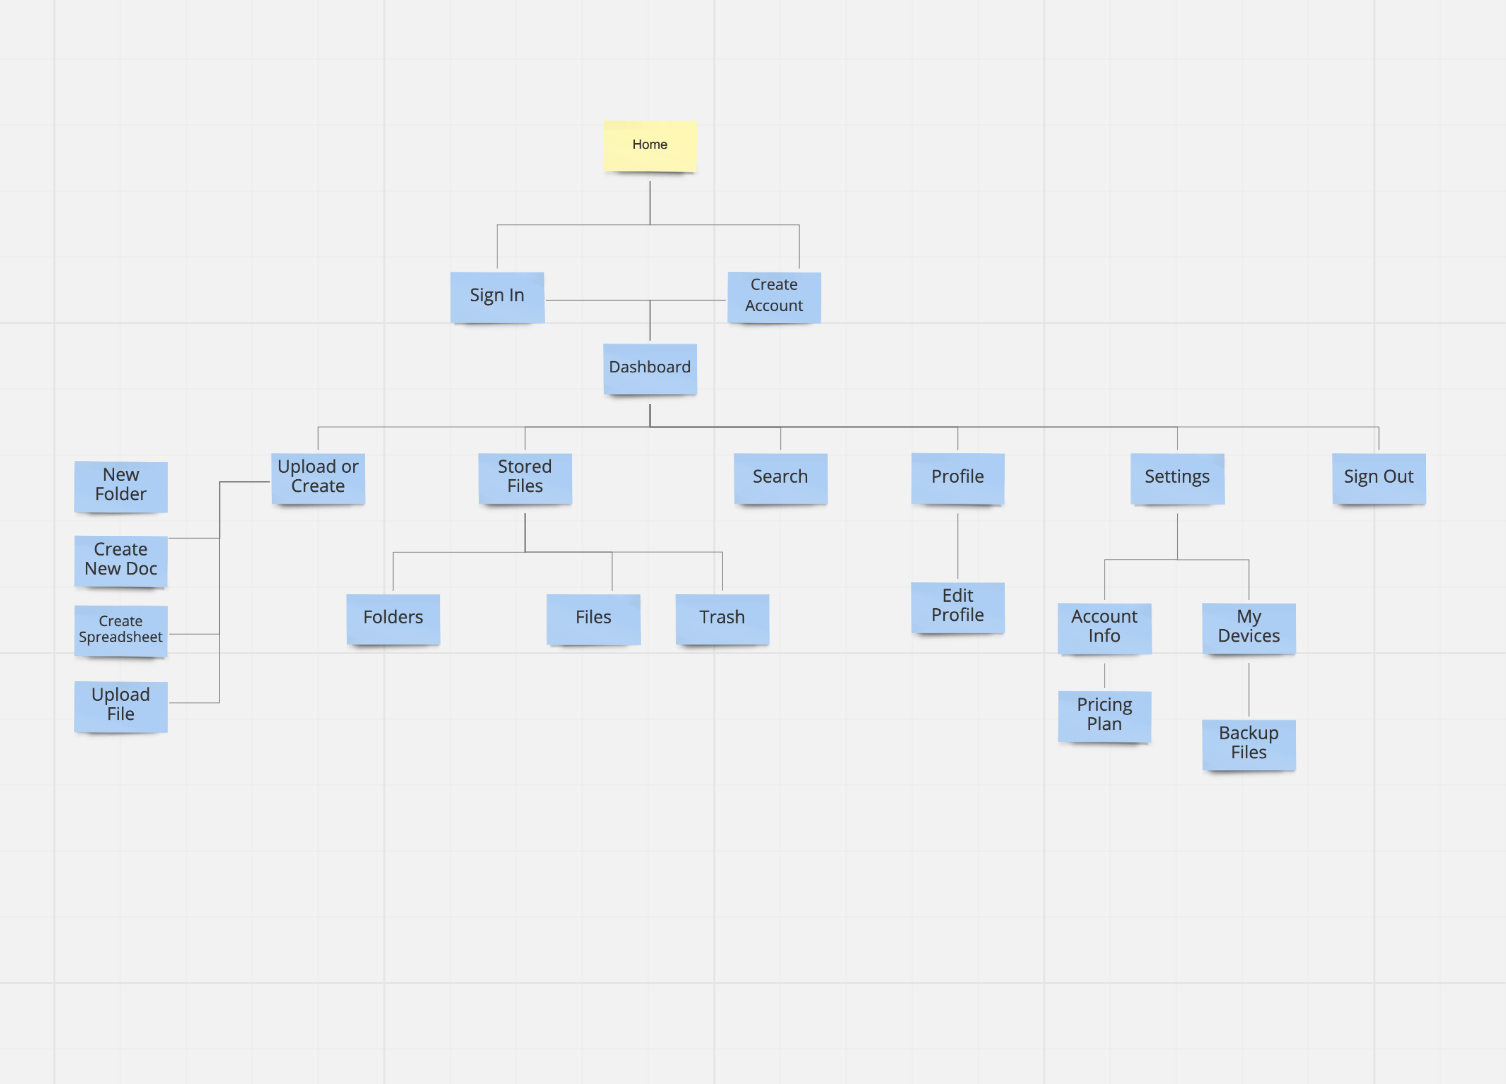 Home
Sign In
Create
Account
Dashboard
New
Folder
Upload or
Create
Stored
Files
Search
Profile
Settings
Sign Out
Create
New Doc
Create
Spreadsheet
Upload
File
Folders
Files
Trash
Edit
Profile
Account
Info
My
Devices
Pricing
Plan
Backup
Files